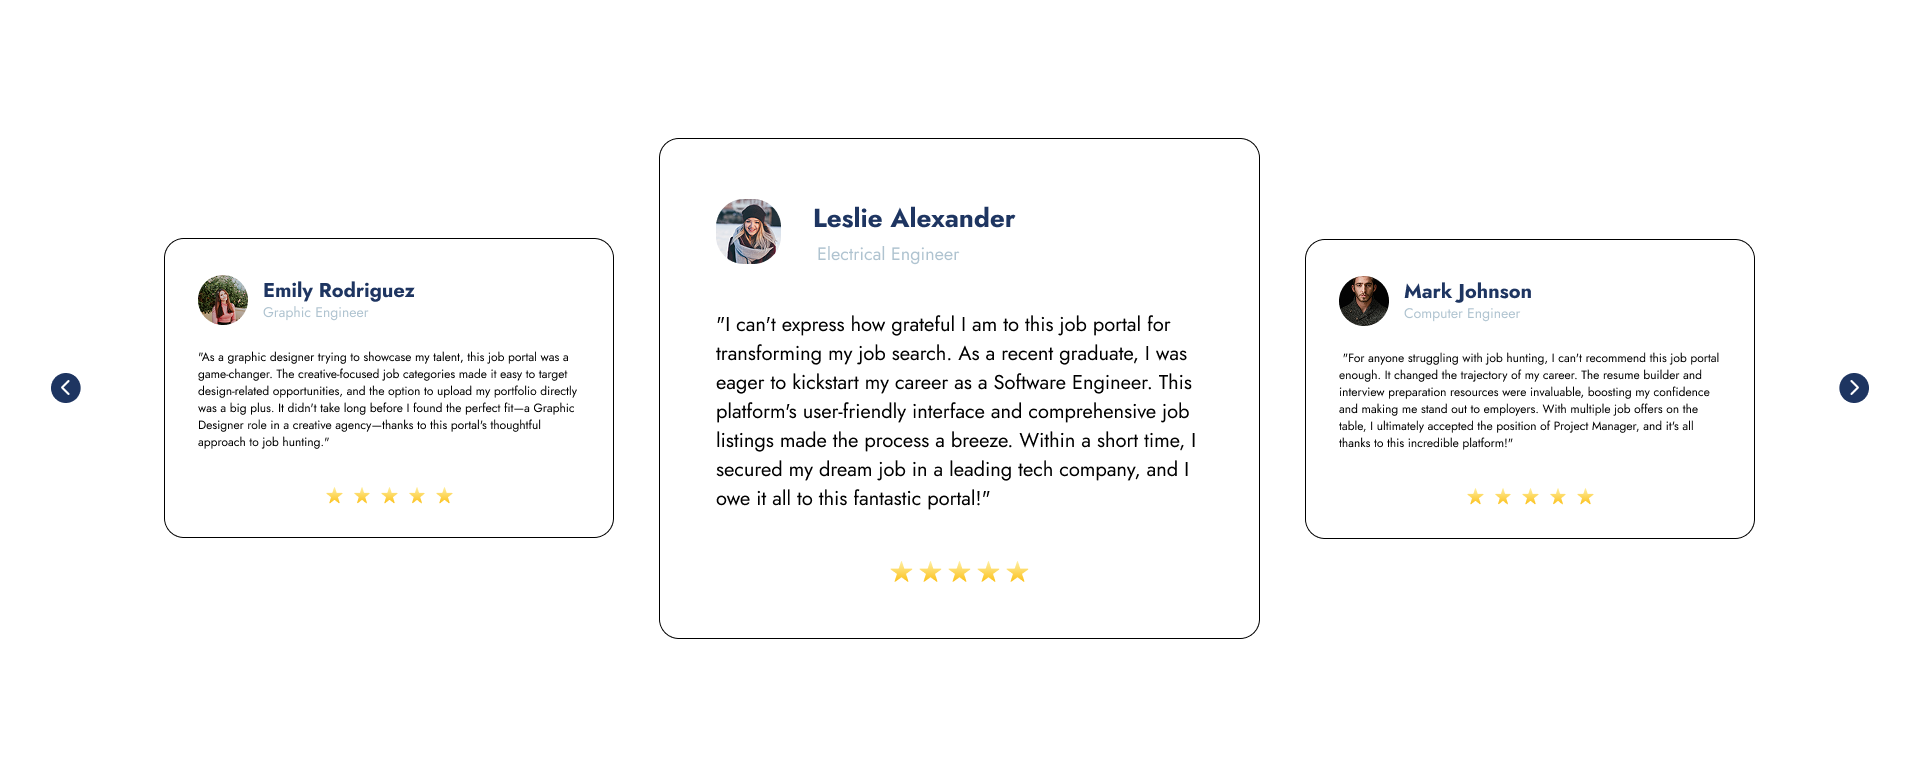 Emily Rodriguez
Graphic Engineer
"As a graphic designer trying to showcase my talent, this job portal was a
game-changer. The creative-focused job categories made it easy to target
design-related opportunities, and the option to upload my portfolio directly
was a big plus. It didn't take long before I found the perfect fit—a Graphic
Designer role in a creative agency—thanks to this portal's thoughtful
approach to job hunting."
Leslie Alexander
Electrical Engineer
"I can't express how grateful I am to this job portal for
transforming my job search. As a recent graduate, I was
eager to kickstart my career as a Software Engineer. This
platform's user-friendly interface and comprehensive job
listings made the process a breeze. Within a short time, I
secured my dream job in a leading tech company, and I
owe it all to this fantastic portal!"
Mark Johnson
Computer Engineer
"For anyone struggling with job hunting, I can't recommend this job portal
enough. It changed the trajectory of my career. The resume builder and
interview preparation resources were invaluable, boosting my confidence
and making me stand out to employers. With multiple job offers on the
table, I ultimately accepted the position of Project Manager, and it's all
thanks to this incredible platform!"